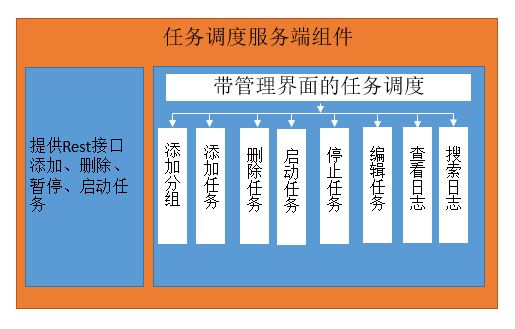 任务调度服务端组件
提供Rest接口
添加、删除、
暂停、启动任
务
带管理界面的任务调度
添加分组
添加任务
删除任务
启动任务
停止任务
编辑任务
查看日志
搜索日志